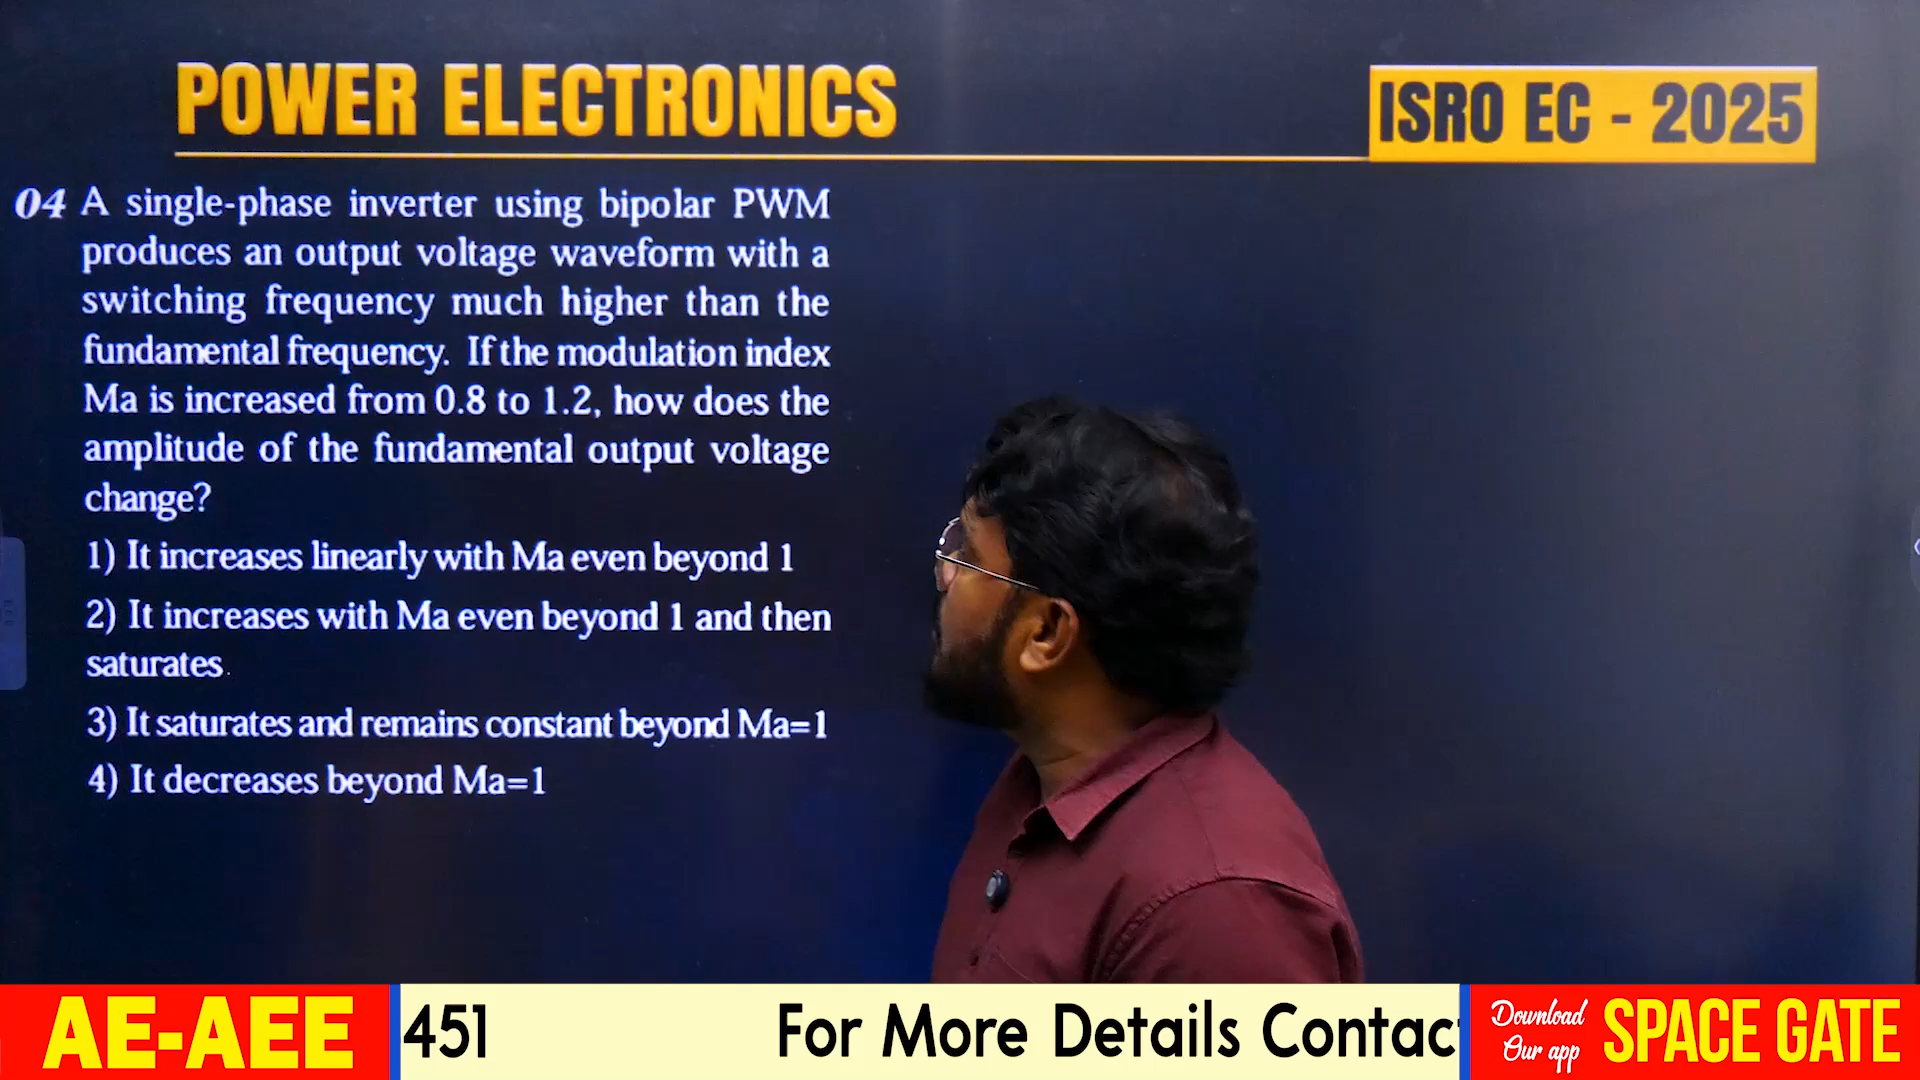 POWER ELECTRONICS
ISRO EC - 2025
04 A single-phase inverter using bipolar PWM
produces an output voltage waveform with a
switching frequency much higher than the
fundamental frequency. If the modulation index
Ma is increased from 0.8 to 1.2, how does the
amplitude of the fundamental output voltage
change?
1) It increases linearly with Ma even beyond 1
2) It increases with Ma even beyond 1 and then
saturates.
3) It saturates and remains constant beyond Ma=1
4) It decreases beyond Ma=1
AE-AEE
451 For More Details Contac
Download
Our app
SPACE GATE